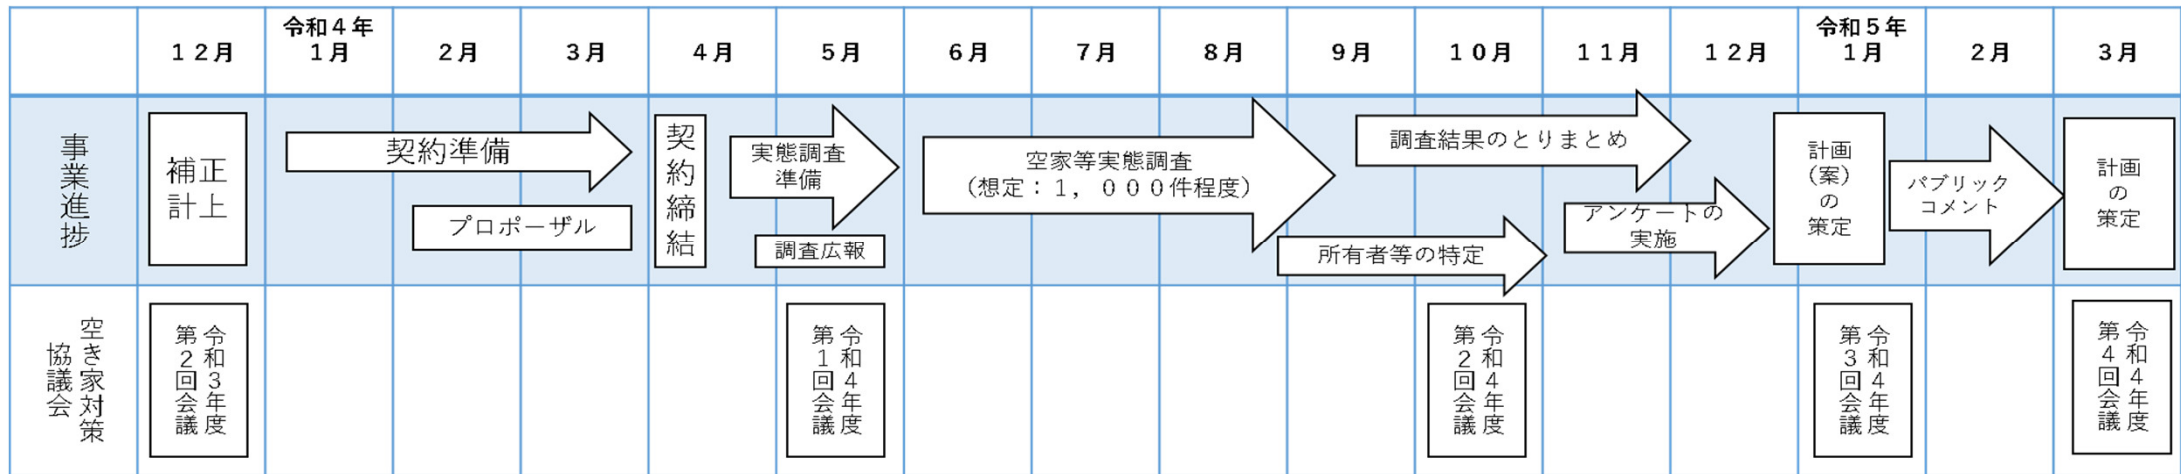 令和４年
令和５年
１２月
１月
２月
３月
４月
５月
６月
７月
８月
９月
１０月
１１月
１２月
１月
２月
３月
事業進捗
補正
計上
契約準備
プロポーザル
契約締結
実態調査
準備
調査広報
空家等実態調査
（想定：１，０００件程度）
調査結果のとりまとめ
所有者等の特定
アンケートの
実施
計画
（案）
の
策定
パブリック
コメント
計画
の
策定
空き家対策
協議会
令和３年度
第２回会議
令和４年度
第１回会議
令和４年度
第２回会議
令和４年度
第３回会議
令和４年度
第４回会議